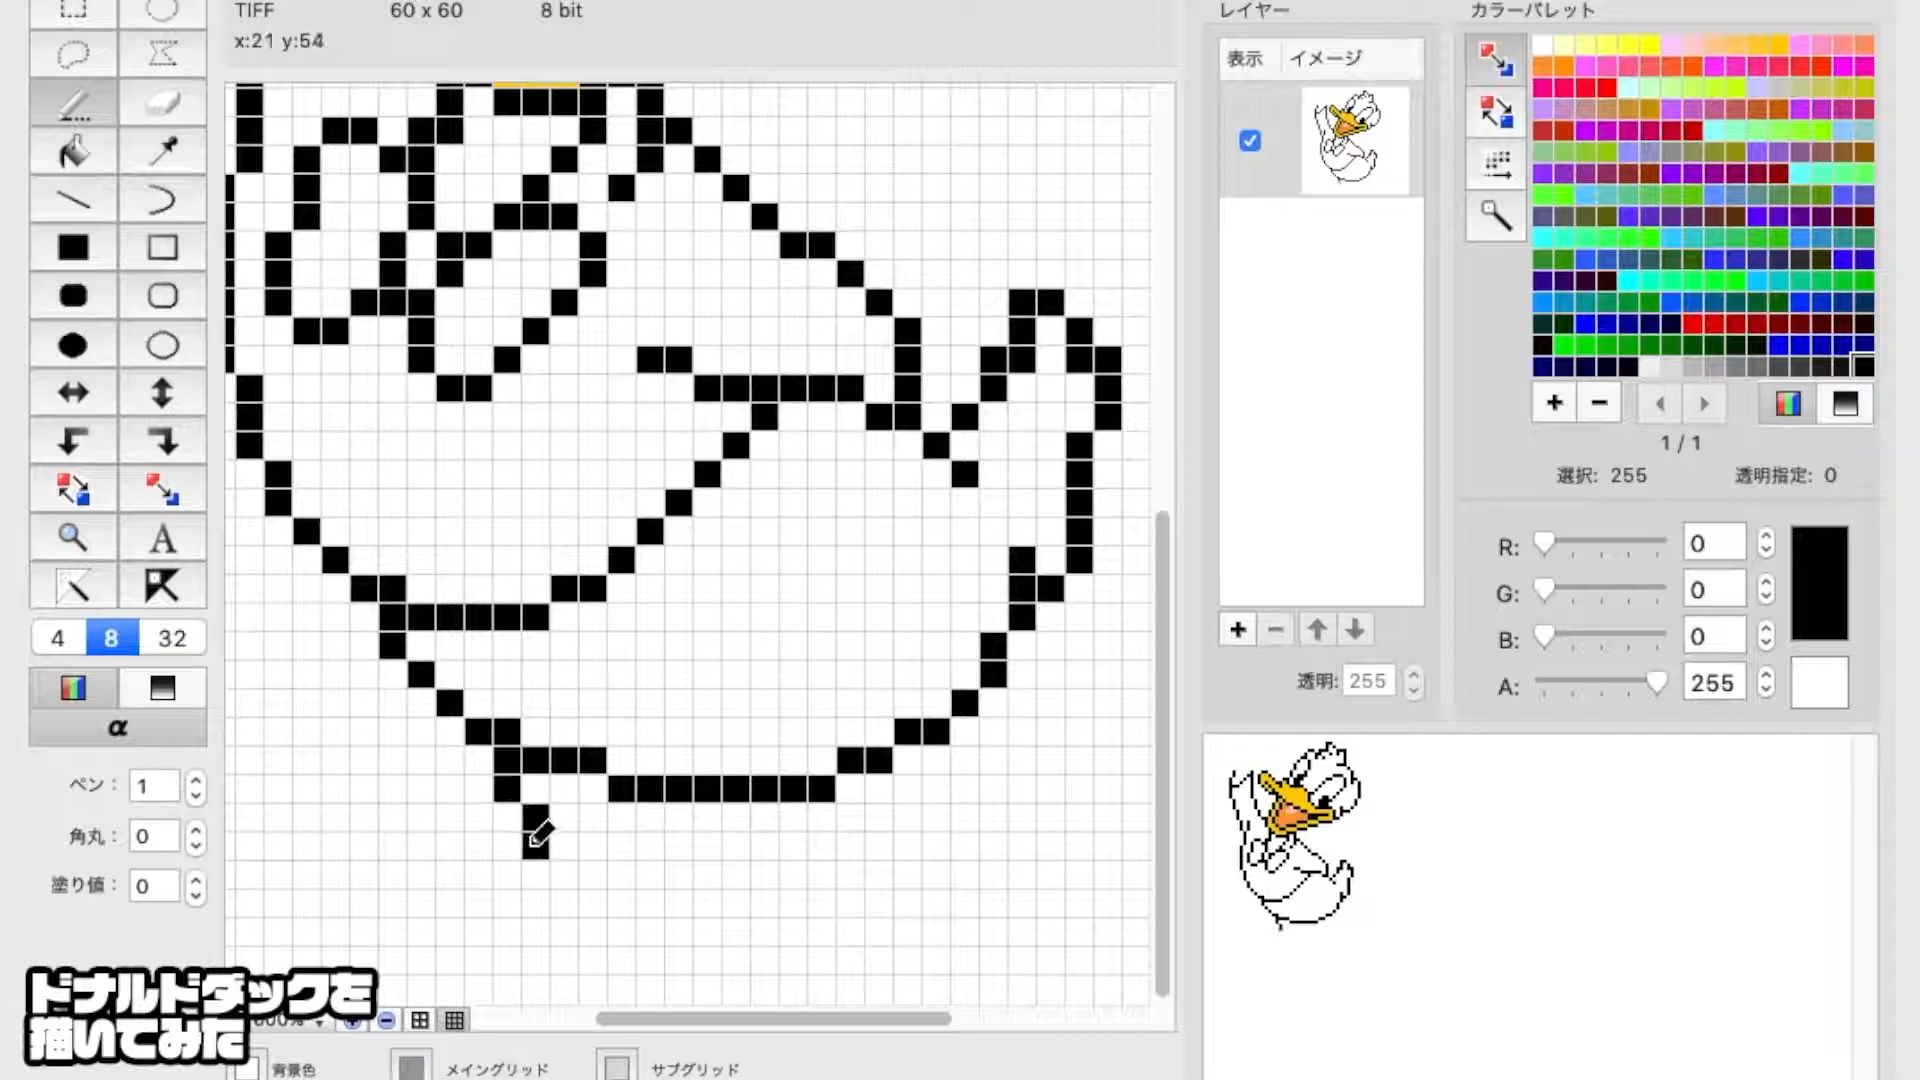 TIFF 60 x 60 8 bit
x:21 y:54
レイヤー
カラーパレット
表示 イメージ
1 / 1
選択: 255 透明指定: 0
R: 0
G: 0
B: 0
A: 255
透明: 255
A
4 8 32
α
ペン: 1
角丸: 0
塗り値: 0
ドナルドダックを
描いてみた
背景色 メイングリッド サブグリッド